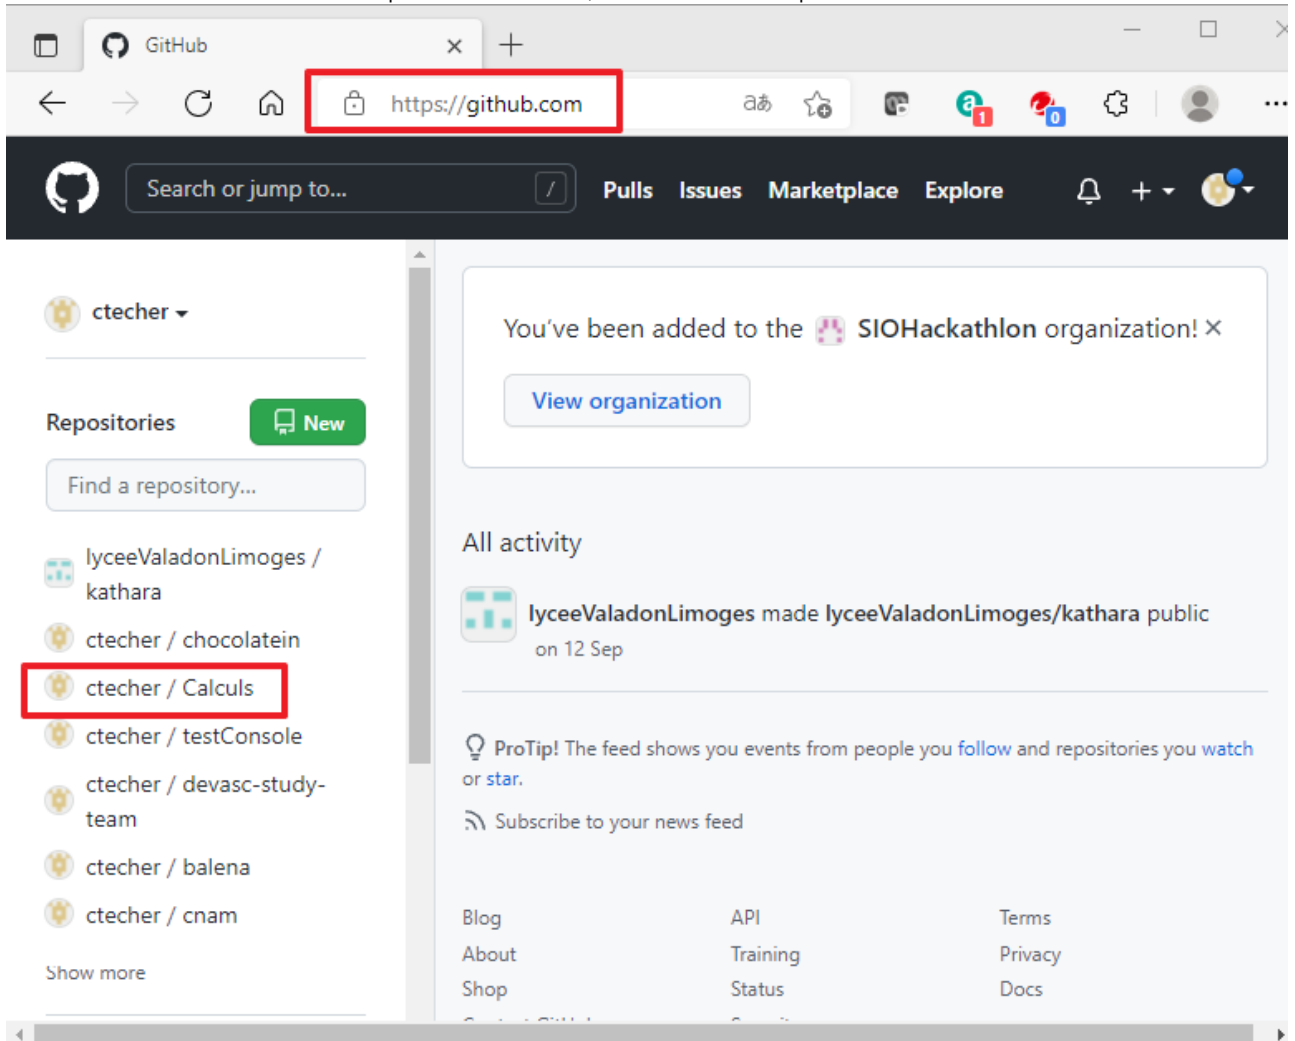 GitHub
https://github.com
aあ
a
1
0
Search or jump to...
/
Pulls Issues Marketplace Explore
ctecher
You've been added to the SIOHackathlon organization!
View organization
Repositories
New
Find a repository...
lyceeValadonLimoges /
kathara
ctecher / chocolatein
ctecher / Calculs
ctecher / testConsole
ctecher / devasc-study-
team
ctecher / balena
ctecher / cnam
Show more
All activity
lyceeValadonLimoges made lyceeValadonLimoges/kathara public
on 12 Sep
ProTip! The feed shows you events from people you follow and repositories you watch
or star.
Subscribe to your news feed
Blog API Terms
About Training Privacy
Shop Status Docs